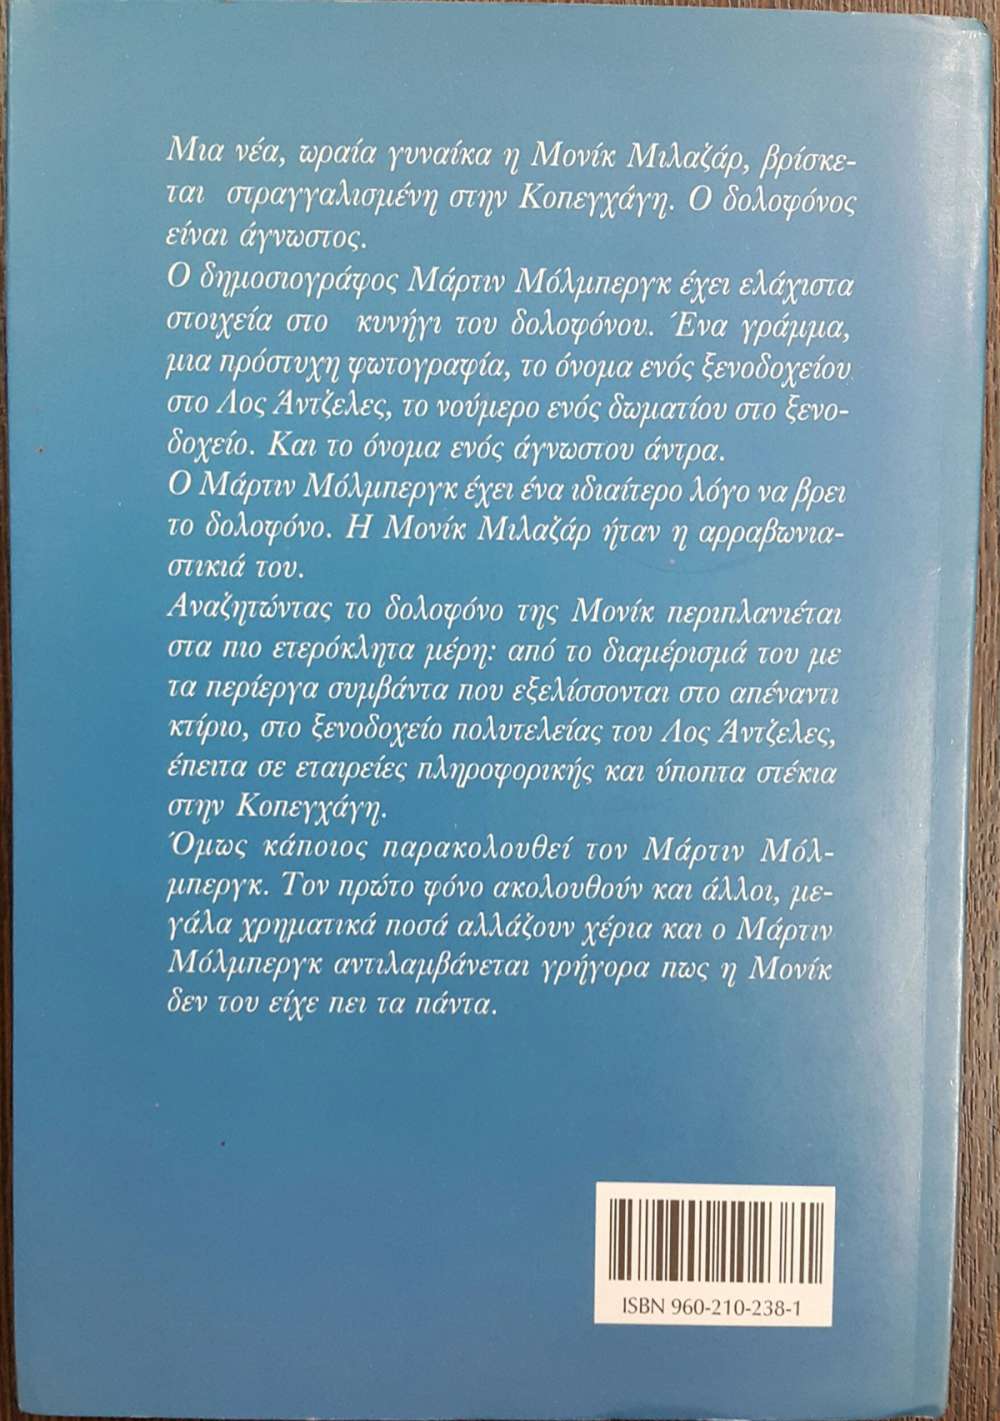 Μια νέα, ωραία γυναίκα η Μονίκ Μιλαζάρ, βρίσκε-
ται στραγγαλισμένη στην Κοπεγχάγη. Ο δολοφόνος
είναι άγνωστος.
Ο δημοσιογράφος Μάρτιν Μόλμπεργκ έχει ελάχιστα
στοιχεία στο κυνήγι του δολοφόνου. Ένα γράμμα,
μια πρόστυχη φωτογραφία, το όνομα ενός ξενοδοχείου
στο Λος Άντζελες, το νούμερο ενός δωματίου στο ξενο-
δοχείο. Και το όνομα ενός άγνωστου άντρα.
Ο Μάρτιν Μόλμπεργκ έχει ένα ιδιαίτερο λόγο να βρει
το δολοφόνο. Η Μονίκ Μιλαζάρ ήταν η αρραβωνια-
στικιά του.
Αναζητώντας το δολοφόνο της Μονίκ περιπλανιέται
στα πιο ετερόκλητα μέρη: από το διαμέρισμά του με
τα περίεργα συμβάντα που εξελίσσονται στο απέναντι
κτίριο, στο ξενοδοχείο πολυτελείας του Λος Άντζελες,
έπειτα σε εταιρείες πληροφορικής και ύποπτα στέκια
στην Κοπεγχάγη.
Όμως κάποιος παρακολουθεί τον Μάρτιν Μόλ-
μπεργκ. Τον πρώτο φόνο ακολουθούν και άλλοι, με-
γάλα χρηματικά ποσά αλλάζουν χέρια και ο Μάρτιν
Μόλμπεργκ αντιλαμβάνεται γρήγορα πως η Μονίκ
δεν του είχε πει τα πάντα.
ISBN 960-210-238-1